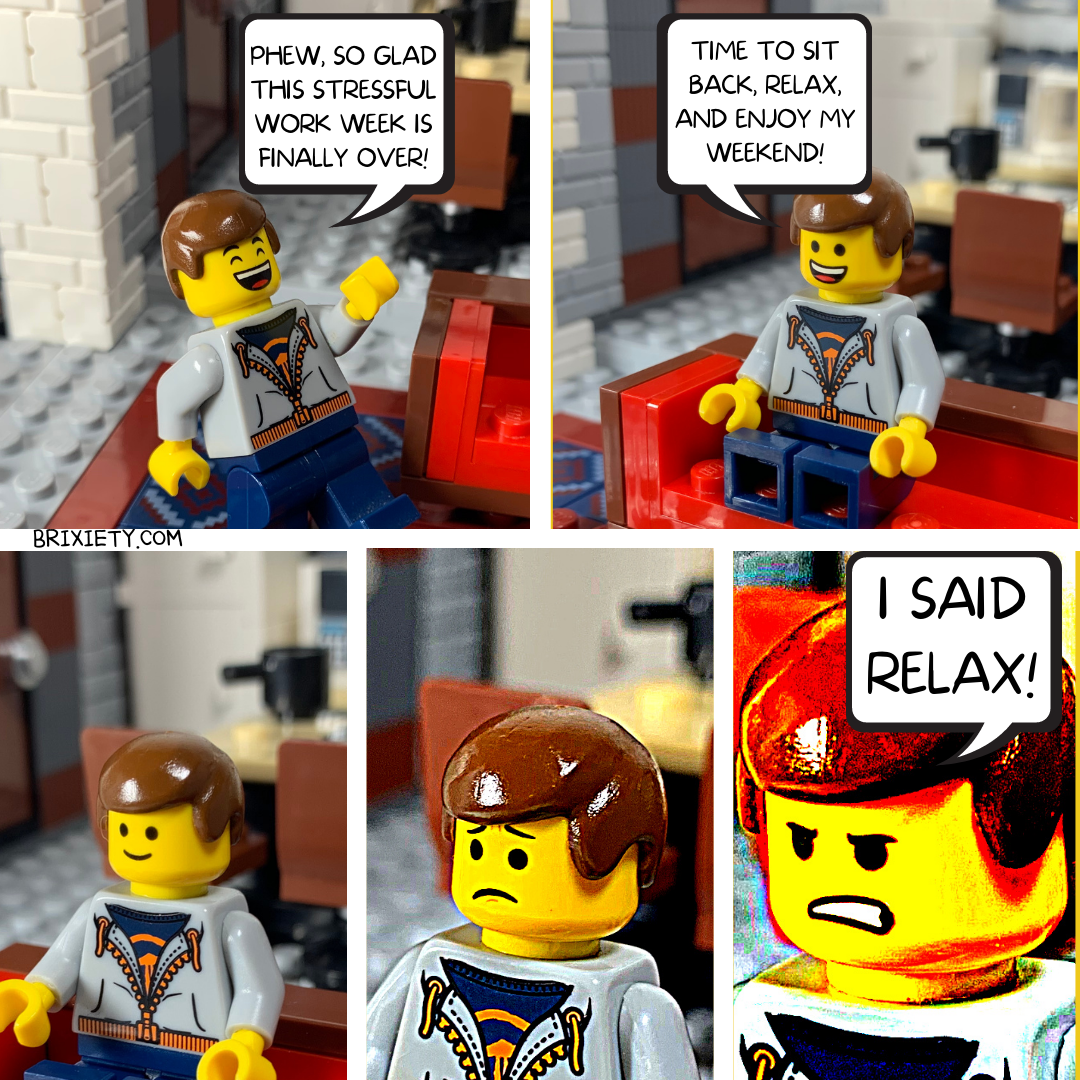 PHEW, SO GLAD
THIS STRESSFUL
WORK WEEK IS
FINALLY OVER!
TIME TO SIT
BACK, RELAX,
AND ENJOY MY
WEEKEND!
BRIXIETY.COM
I SAID
RELAX!